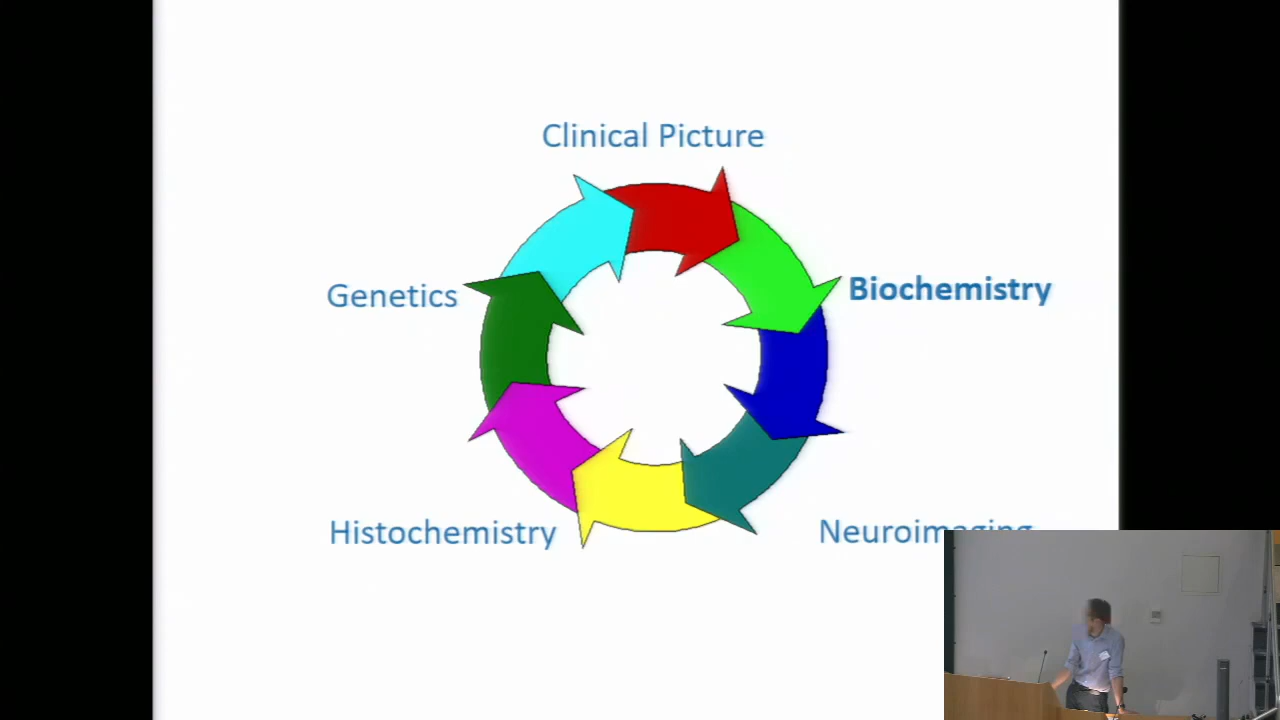 Clinical Picture
Genetics
Biochemistry
Histochemistry
Neuroimaging